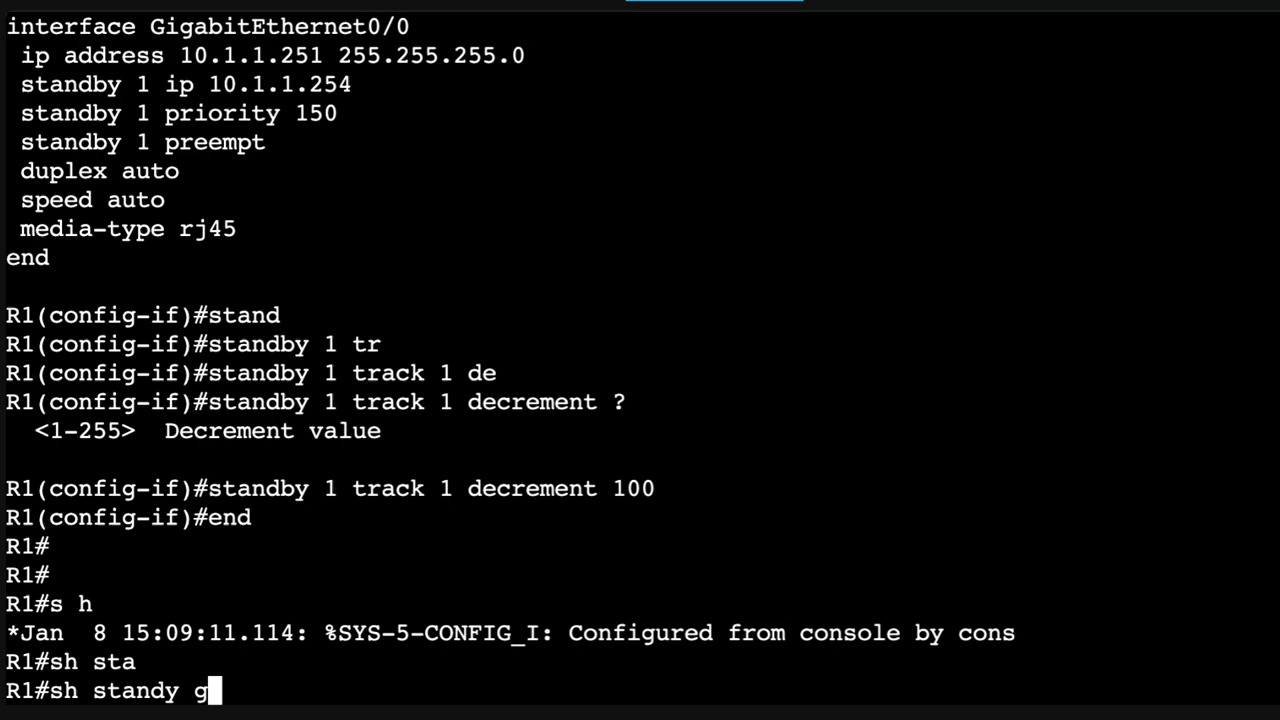 interface GigabitEthernet0/0
 ip address 10.1.1.251 255.255.255.0
 standby 1 ip 10.1.1.254
 standby 1 priority 150
 standby 1 preempt
 duplex auto
 speed auto
 media-type rj45
end
R1(config-if)#stand
R1(config-if)#standby 1 tr
R1(config-if)#standby 1 track 1 de
R1(config-if)#standby 1 track 1 decrement ?
  <1-255>  Decrement value
R1(config-if)#standby 1 track 1 decrement 100
R1(config-if)#end
R1#
R1#
R1#s h
*Jan  8 15:09:11.114: %SYS-5-CONFIG_I: Configured from console by cons
R1#sh sta
R1#sh standy g